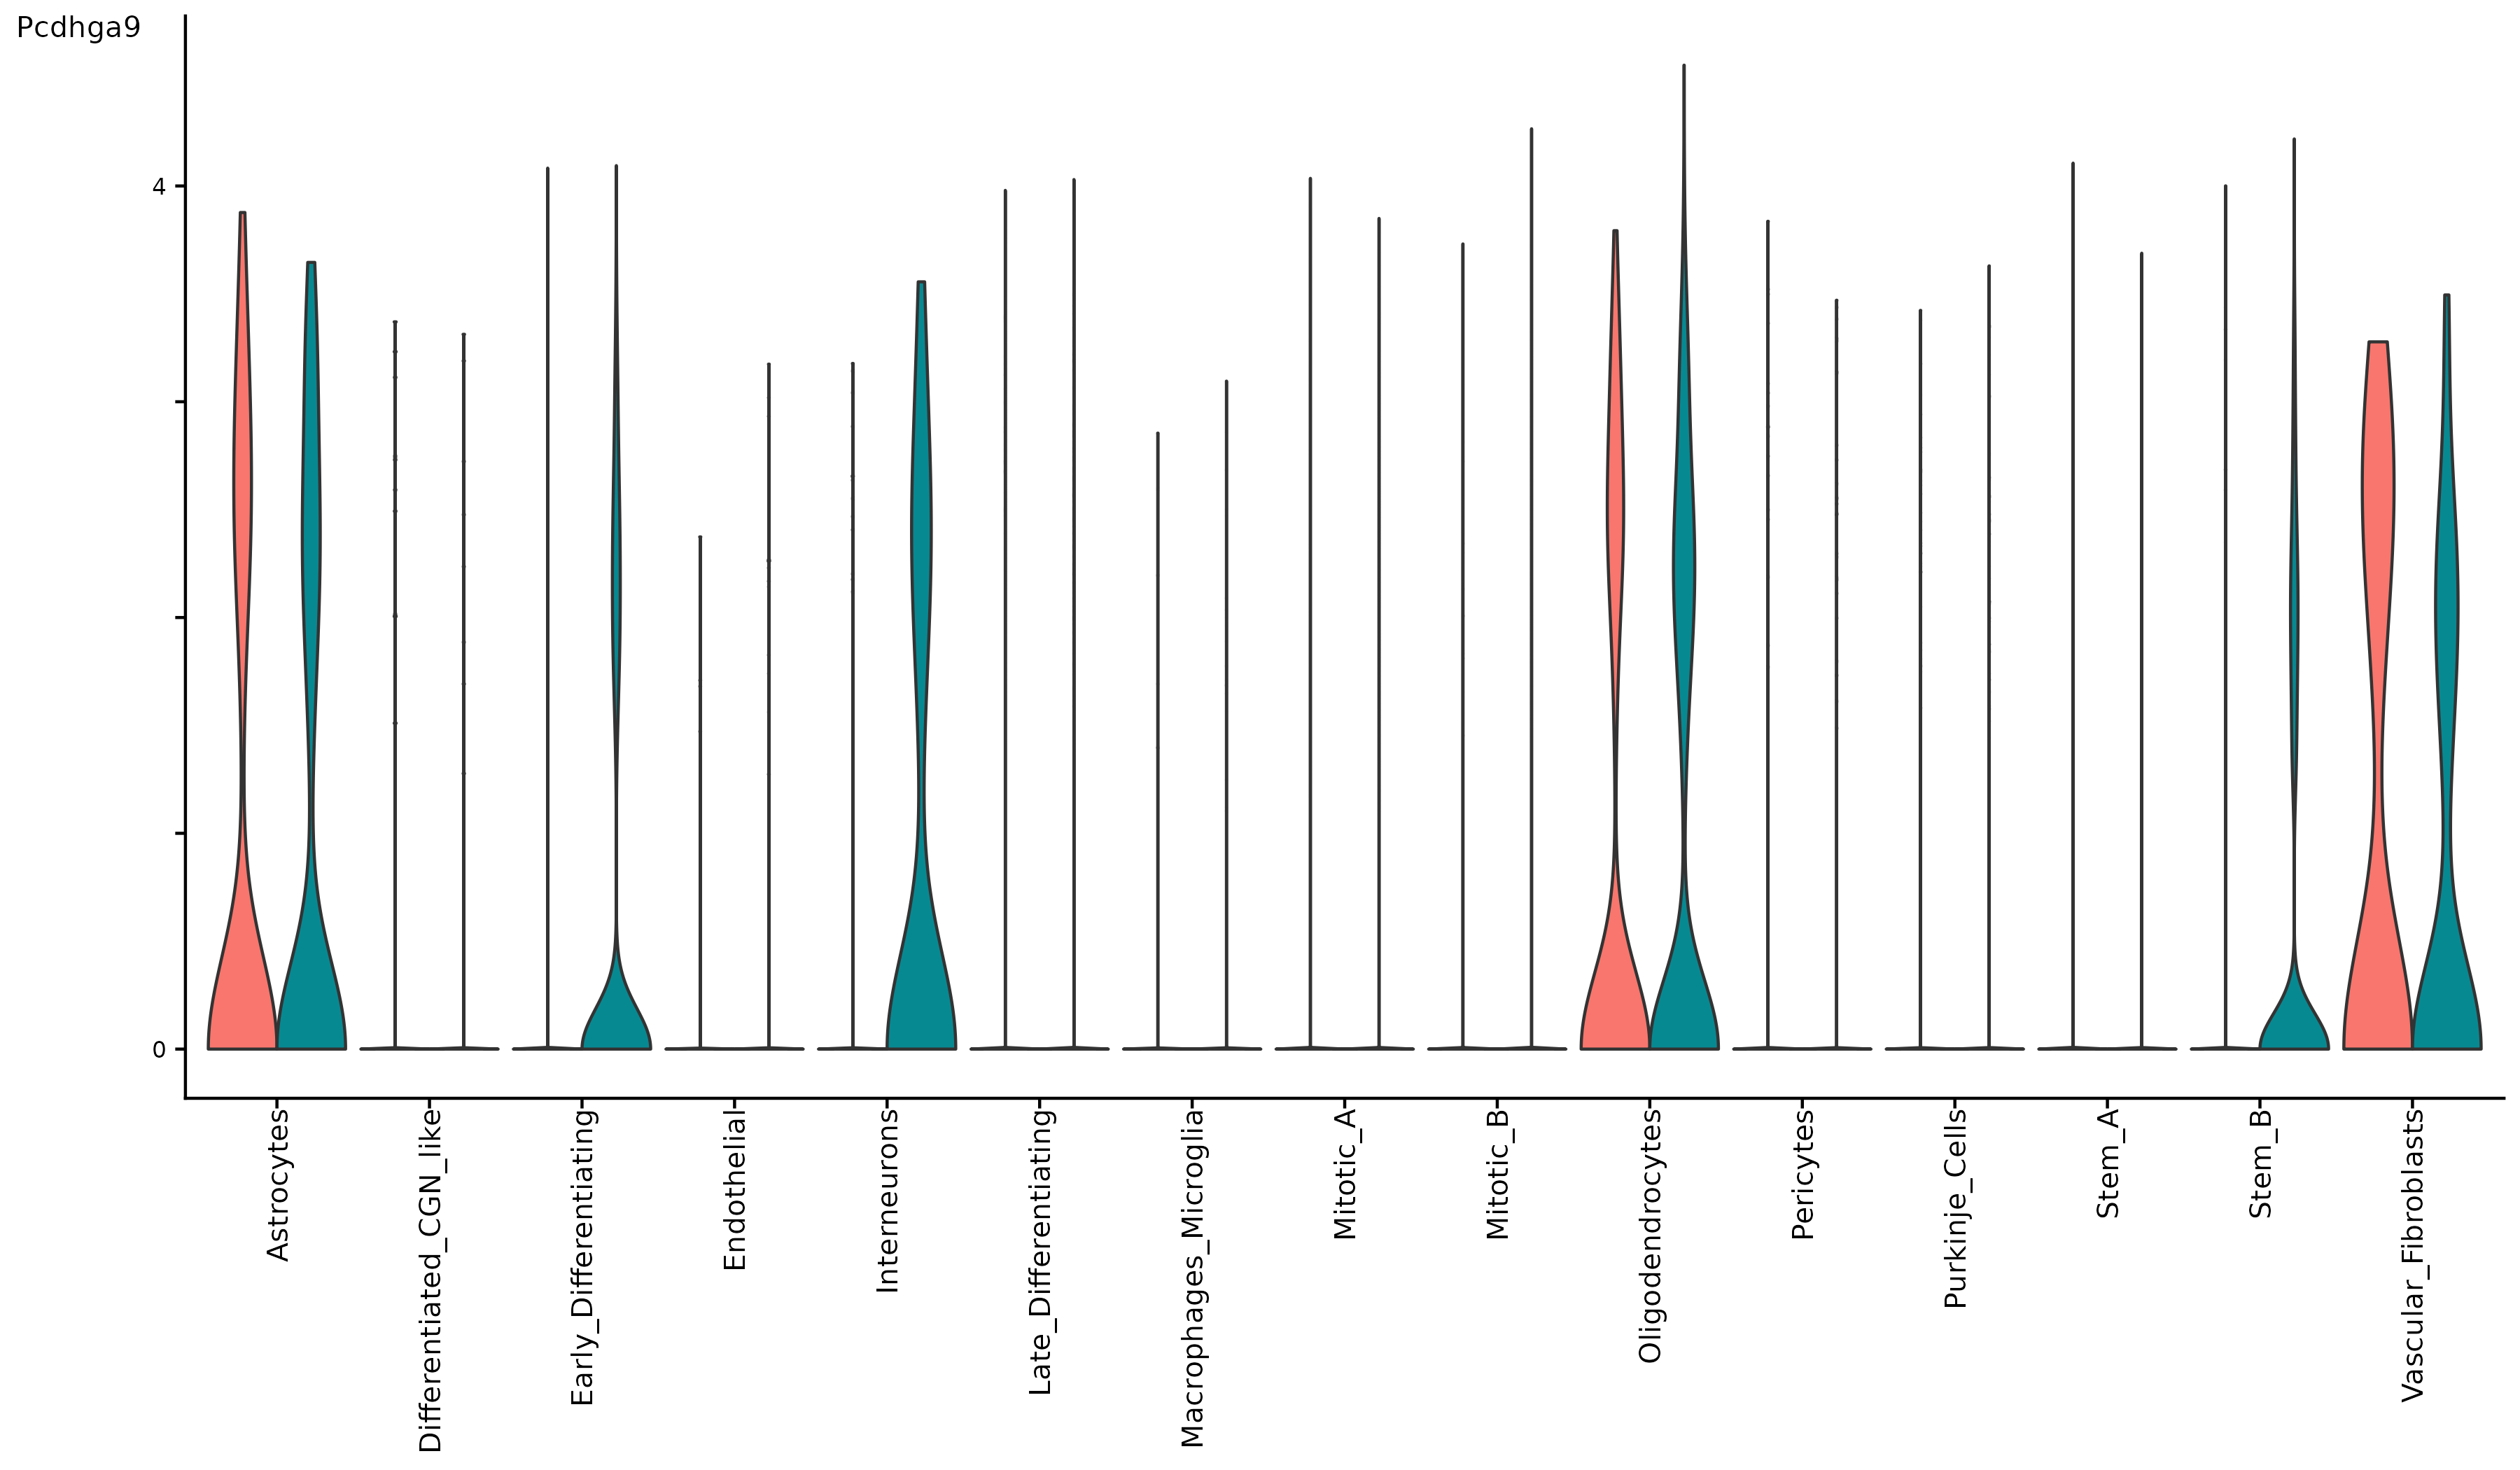 Pcdhga9
4
0
Astrocytes
Differentiated_CGN_like
Early_Differentiating
Endothelial
Interneurons
Late_Differentiating
Macrophages_Microglia
Mitotic_A
Mitotic_B
Oligodendrocytes
Pericytes
Purkinje_Cells
Stem_A
Stem_B
Vascular_Fibroblasts